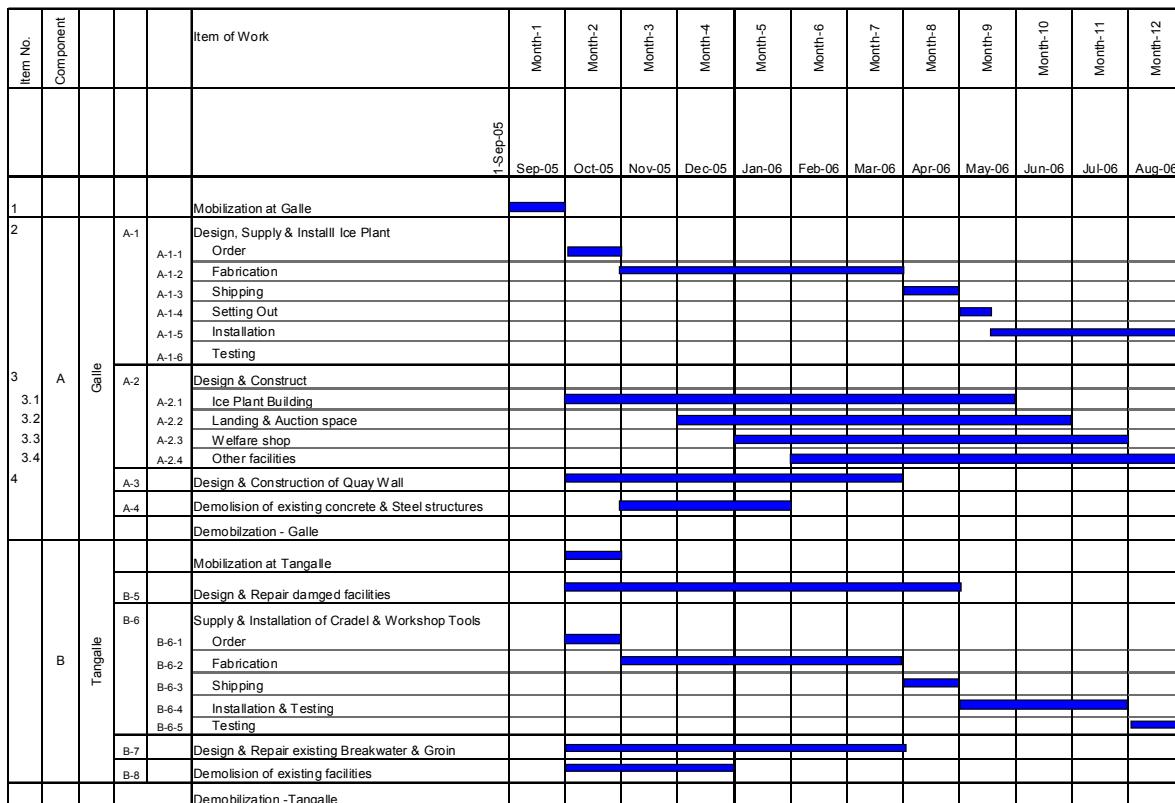 Item No. Component Item of Work Month-1 Month-2 Month-3 Month-4 Month-5 Month-6 Month-7 Month-8 Month-9 Month-10 Month-11 Month-12
1-Sep-05 Sep-05 Oct-05 Nov-05 Dec-05 Jan-06 Feb-06 Mar-06 Apr-06 May-06 Jun-06 Jul-06 Aug-06
1 Mobilization at Galle
2 A-1 Design, Supply & Installl Ice Plant
A-1-1 Order
A-1-2 Fabrication
A-1-3 Shipping
A-1-4 Setting Out
A-1-5 Installation
A-1-6 Testing
3 A Galle A-2 Design & Construct
3.1 A-2.1 Ice Plant Building
3.2 A-2.2 Landing & Auction space
3.3 A-2.3 Welfare shop
3.4 A-2.4 Other facilities
4 A-3 Design & Construction of Quay Wall
A-4 Demolision of existing concrete & Steel structures
Demobilzation - Galle
Mobilization at Tangalle
B-5 Design & Repair damged facilities
B-6 Supply & Installation of Cradel & Workshop Tools
B-6-1 Order
B Tangalle B-6-2 Fabrication
B-6-3 Shipping
B-6-4 Installation & Testing
B-6-5 Testing
B-7 Design & Repair existing Breakwater & Groin
B-8 Demolision of existing facilities
Demobilization -Tangalle